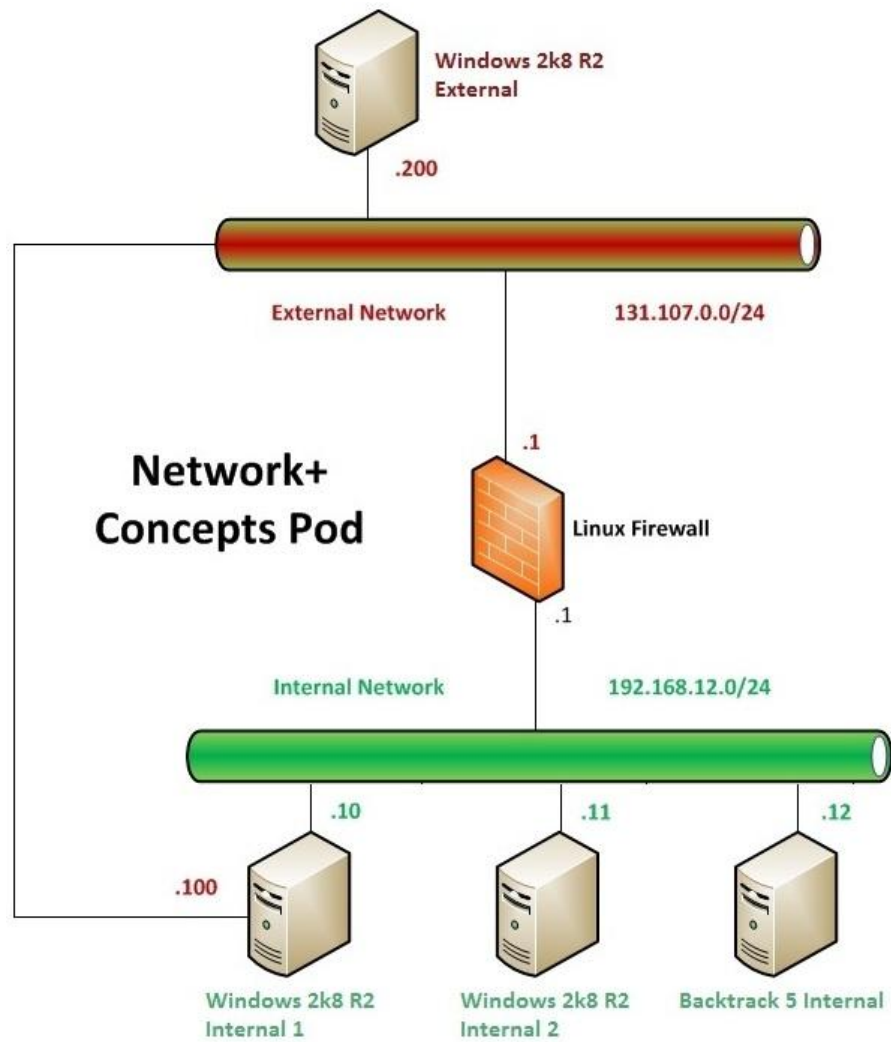 Windows 2k8 R2
External
.200
External Network
131.107.0.0/24
.1
Network+
Concepts Pod
Linux Firewall
.1
Internal Network
192.168.12.0/24
.10
.11
.12
.100
Windows 2k8 R2
Internal 1
Windows 2k8 R2
Internal 2
Backtrack 5 Internal